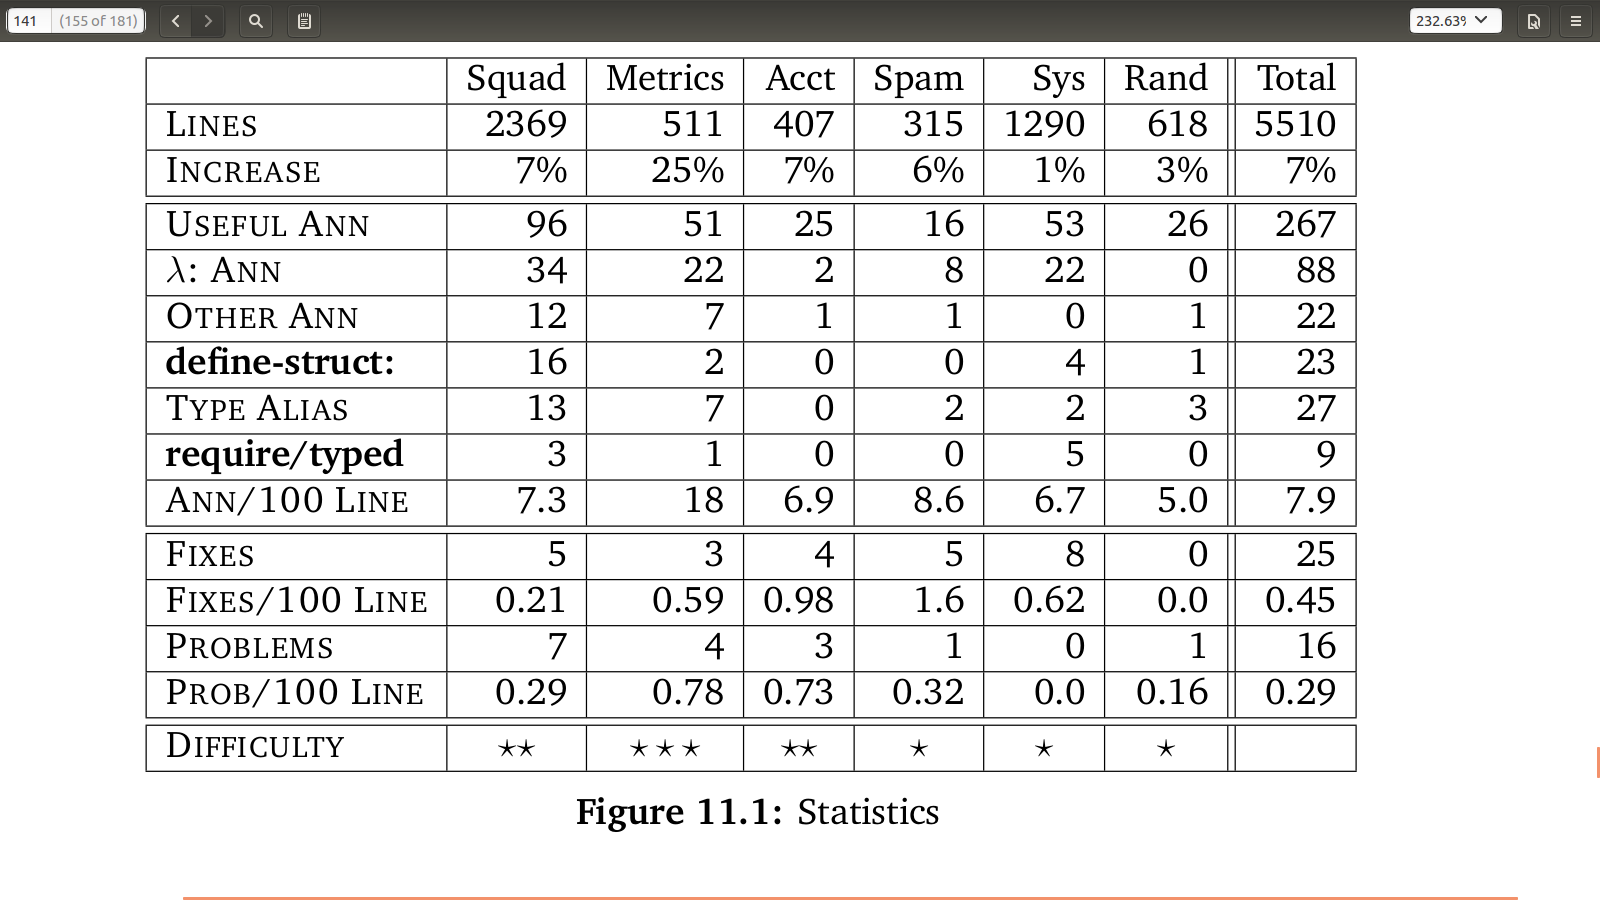 141 (155 of 181) 232.63%
Squad Metrics Acct Spam Sys Rand Total
LINES 2369 511 407 315 1290 618 5510
INCREASE 7% 25% 7% 6% 1% 3% 7%
USEFUL ANN 96 51 25 16 53 26 267
λ: ANN 34 22 2 8 22 0 88
OTHER ANN 12 7 1 1 0 1 22
define-struct: 16 2 0 0 4 1 23
TYPE ALIAS 13 7 0 2 2 3 27
require/typed 3 1 0 0 5 0 9
ANN/100 LINE 7.3 18 6.9 8.6 6.7 5.0 7.9
FIXES 5 3 4 5 8 0 25
FIXES/100 LINE 0.21 0.59 0.98 1.6 0.62 0.0 0.45
PROBLEMS 7 4 3 1 0 1 16
PROB/100 LINE 0.29 0.78 0.73 0.32 0.0 0.16 0.29
DIFFICULTY ⋆⋆ ⋆⋆⋆ ⋆⋆ ⋆ ⋆ ⋆
Figure 11.1: Statistics